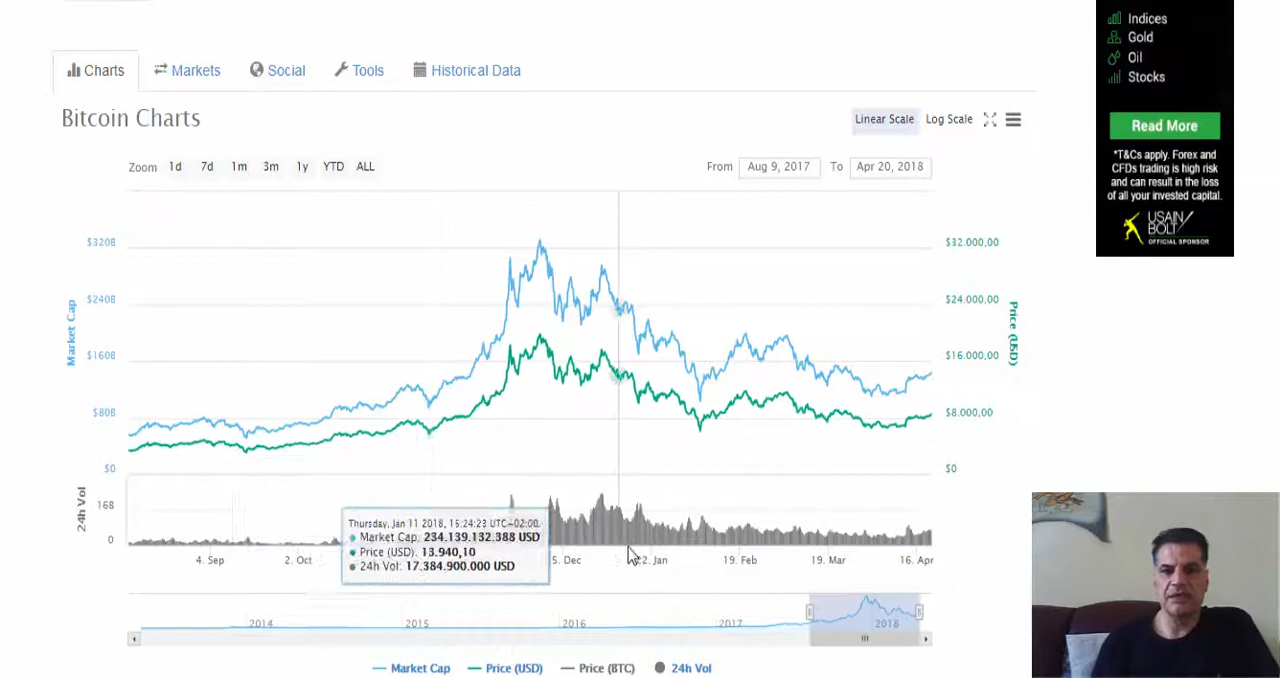 Indices
Gold
Oil
Stocks
Read More
*T&Cs apply. Forex and
CFDs trading is high risk
and can result in the loss
of all your invested capital.
USAIN
BOLT
OFFICIAL SPONSOR
Charts Markets Social Tools Historical Data
Bitcoin Charts
Linear Scale Log Scale
Zoom 1d 7d 1m 3m 1y YTD ALL
From Aug 9, 2017 To Apr 20, 2018
$320B
$240B
$160B
$80B
$0
Market Cap
$32.000,00
$24.000,00
$16.000,00
$8.000,00
$0
Price (USD)
24h Vol
16B
0
Thursday, Jan 11 2018, 15:24:23 UTC-02:00
Market Cap: 234.139.132.388 USD
Price (USD): 13.940,10
24h Vol: 17.384.900.000 USD
4. Sep 2. Oct Dec Jan 19. Feb 19. Mar 16. Apr
2014 2015 2016 2017 2018
Market Cap Price (USD) Price (BTC) 24h Vol